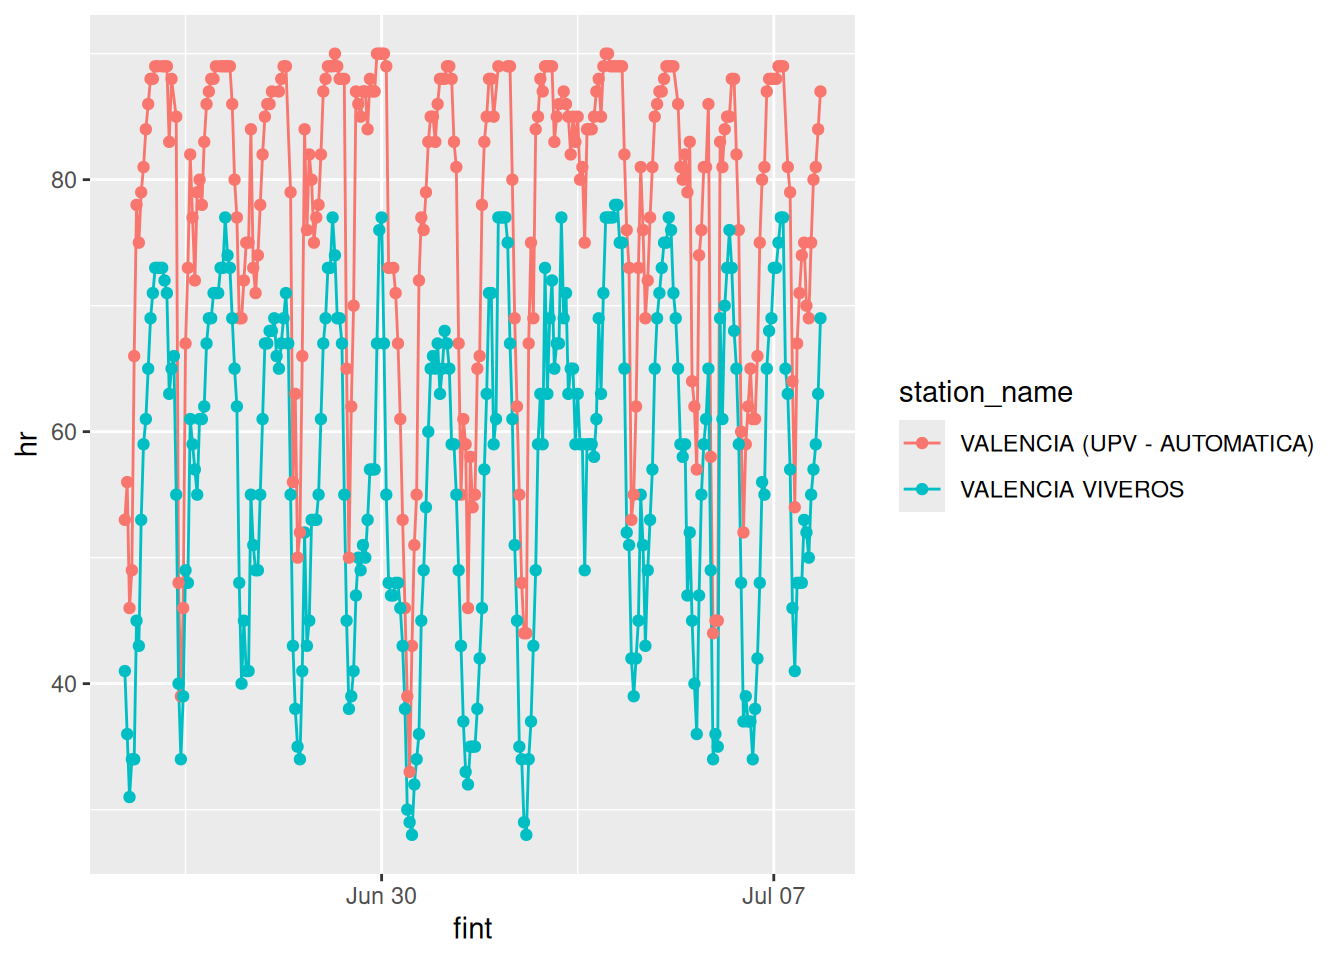 80
60
40
hr
Jun 30
Jul 07
fint
station_name
VALENCIA (UPV - AUTOMATICA)
VALENCIA VIVEROS